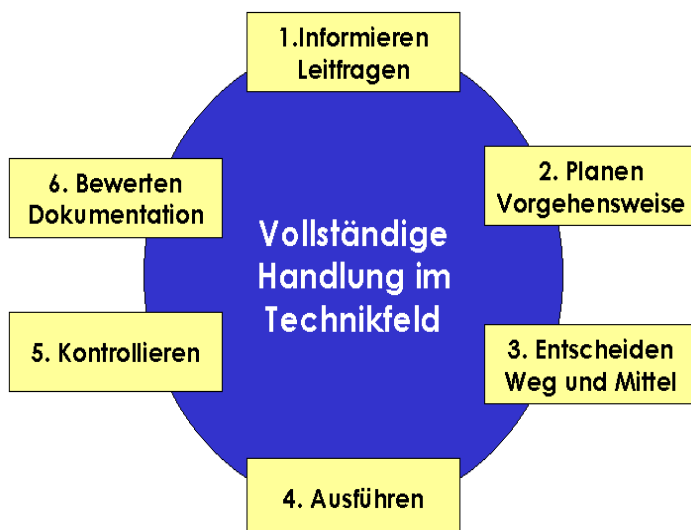 1.Informieren
Leitfragen
2. Planen
Vorgehensweise
3. Entscheiden
Weg und Mittel
4. Ausführen
5. Kontrollieren
6. Bewerten
Dokumentation
Vollständige
Handlung im
Technikfeld